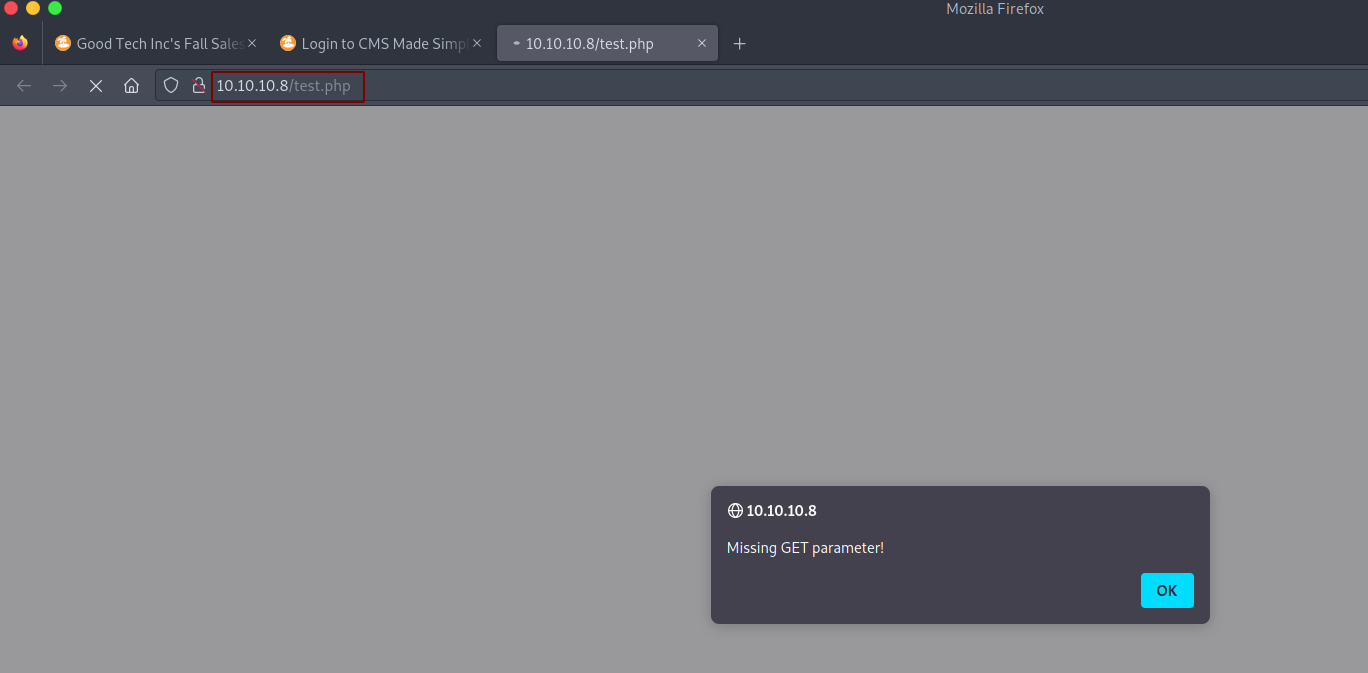 Mozilla Firefox
Good Tech Inc's Fall Sales
Login to CMS Made Simpl
10.10.10.8/test.php
10.10.10.8/test.php
10.10.10.8
Missing GET parameter!
OK